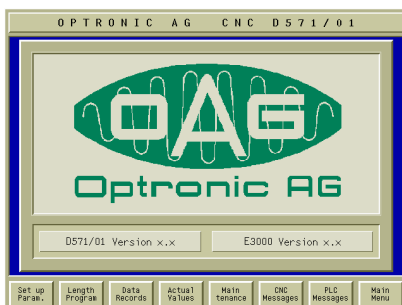 OPTRONIC AG CNC D571/01
OAG
Optronic AG
D571/01 Version x.x
E3000 Version x.x
Set up Param.
Length Program
Data Records
Actual Values
Main tenance
CNC Messages
PLC Messages
Main Menu